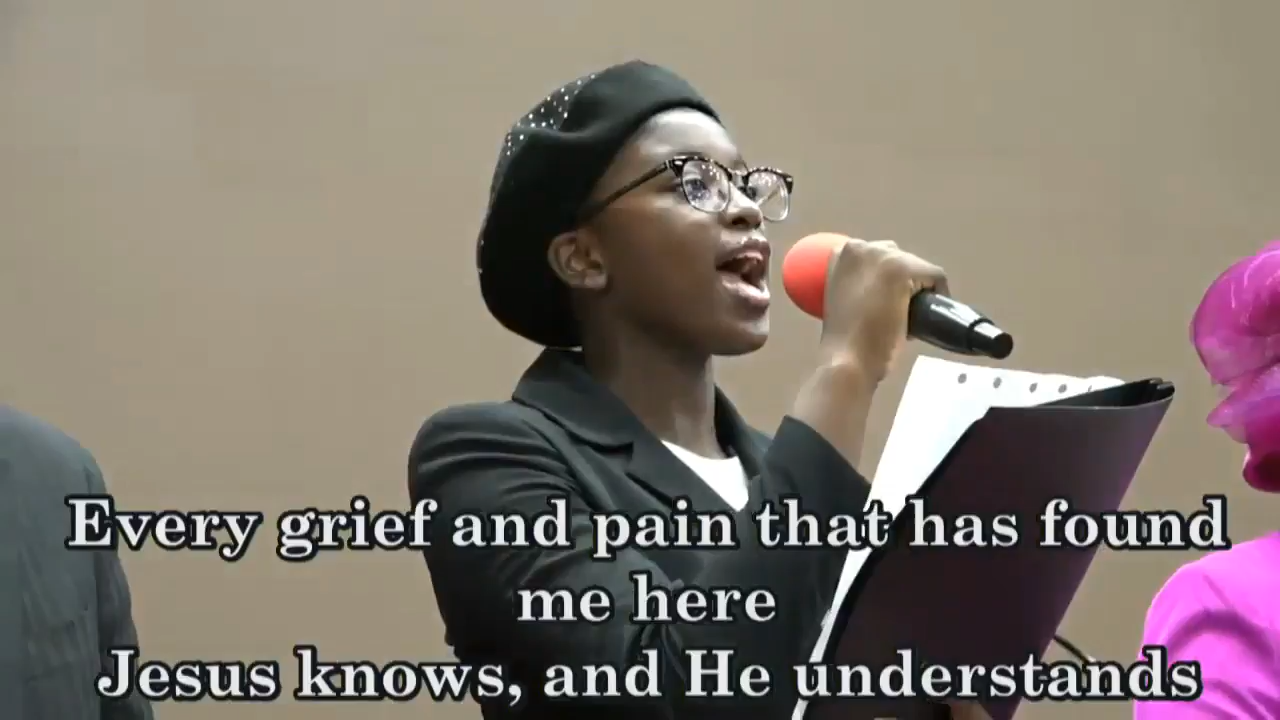 Every grief and pain that has found
me here
Jesus knows, and He understands